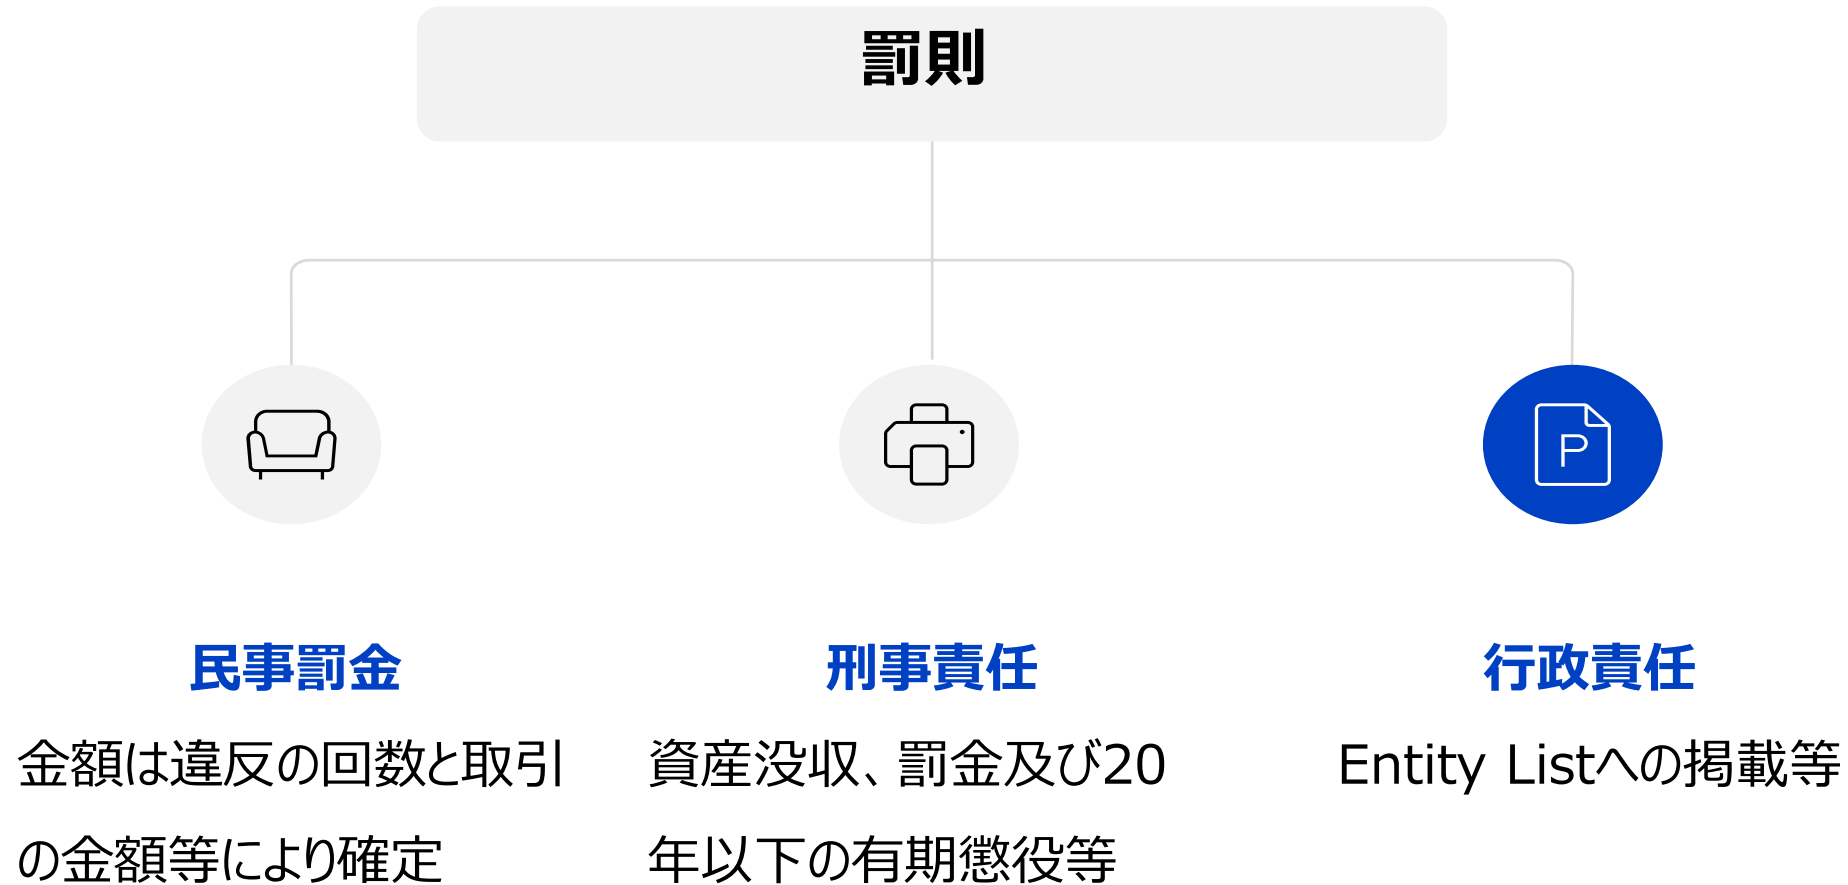 罰則
P
民事罰金
金額は違反の回数と取引
の金額等により確定
刑事責任
資産没収、罰金及び20
年以下の有期懲役等
行政責任
Entity Listへの掲載等